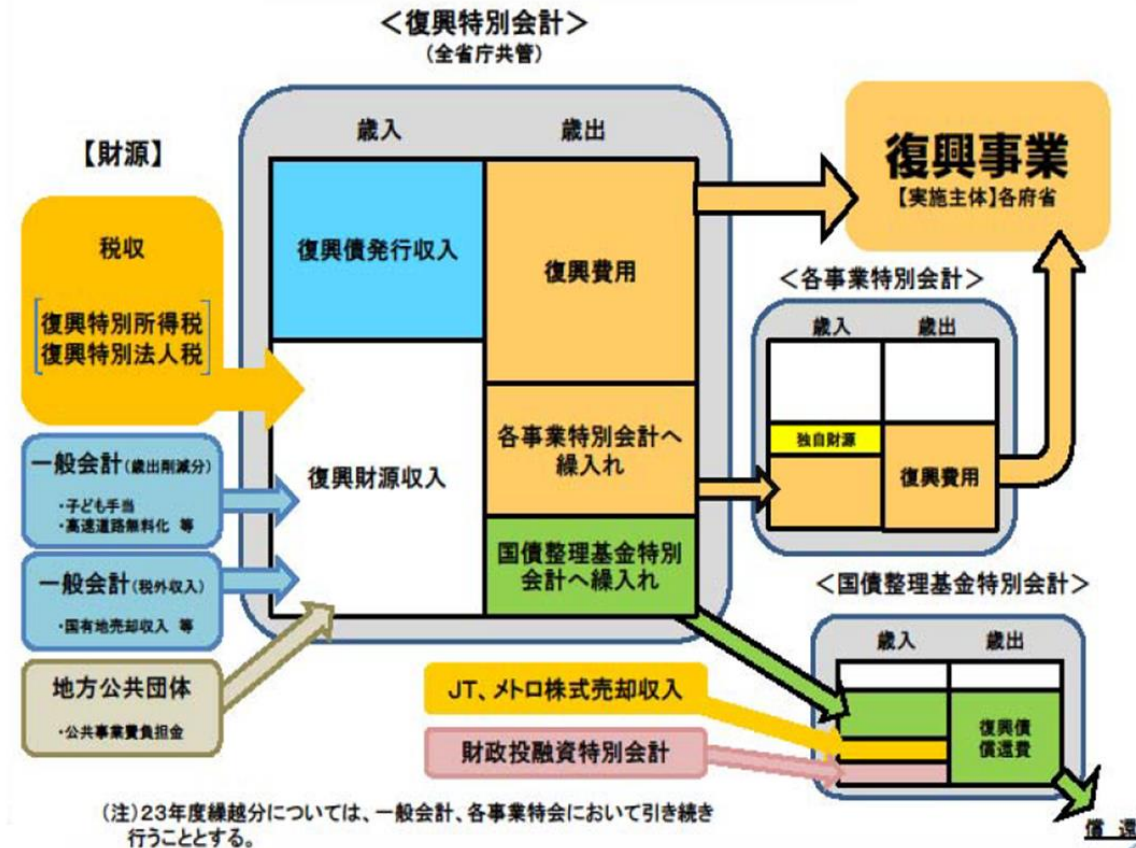 ＜復興特別会計＞
(全省庁共管)
【財源】
税収
復興特別所得税
復興特別法人税
一般会計(歳出削減分)
・子ども手当
・高速道路無料化 等
一般会計(税外収入)
・国有地売却収入 等
地方公共団体
・公共事業費負担金
歳入
歳出
復興債発行収入
復興財源収入
復興費用
各事業特別会計へ
繰入れ
国債整理基金特別
会計へ繰入れ
復興事業
【実施主体】各府省
＜各事業特別会計＞
歳入
歳出
独自財源
復興費用
＜国債整理基金特別会計＞
歳入
歳出
復興債
償還費
JT、メトロ株式売却収入
財政投融資特別会計
償 還
(注)23年度繰越分については、一般会計、各事業特会において引き続き
行うこととする。